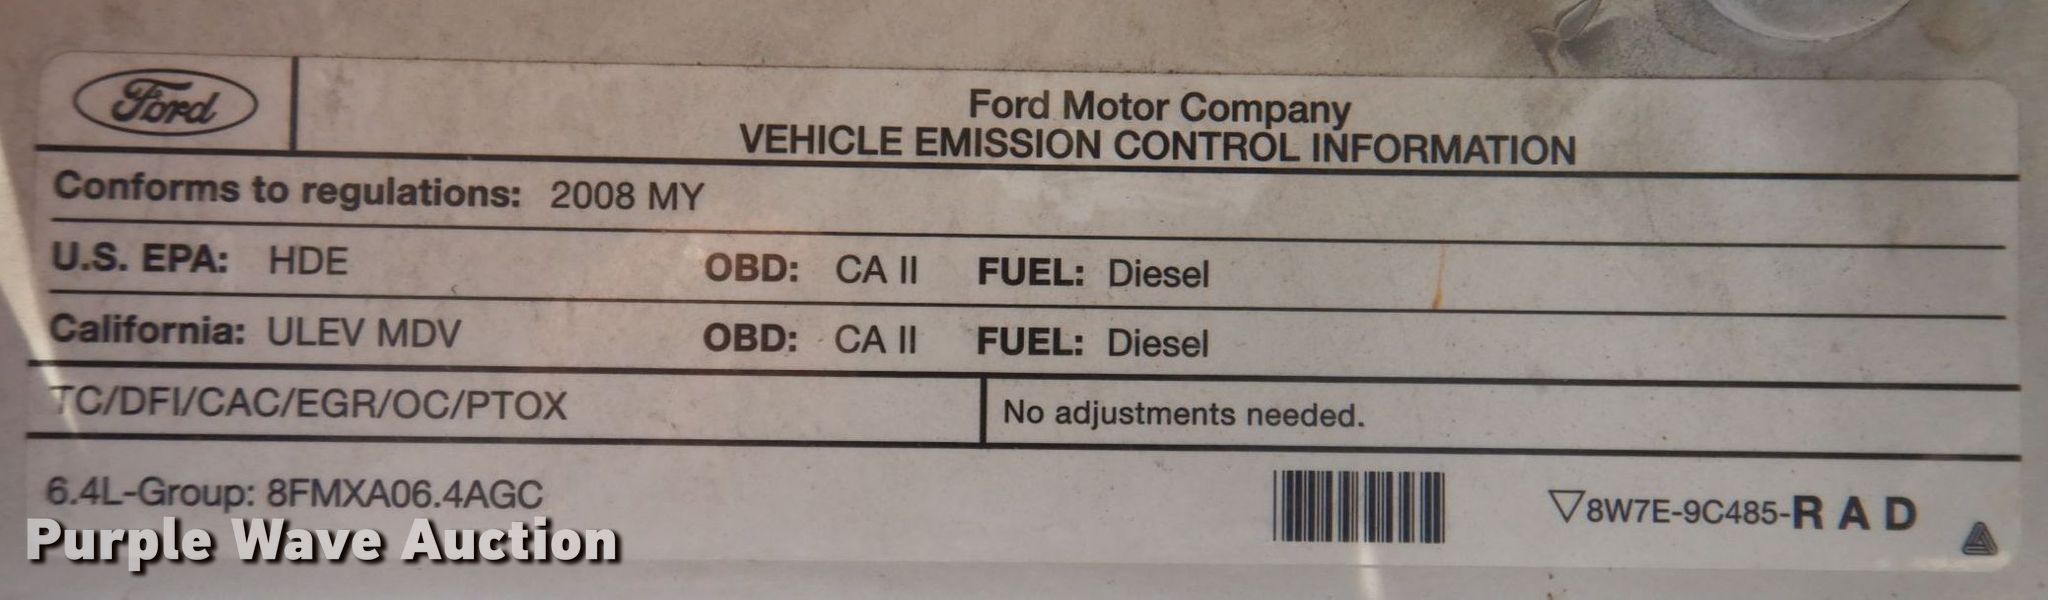 Ford
Ford Motor Company
VEHICLE EMISSION CONTROL INFORMATION
Conforms to regulations: 2008 MY
U.S. EPA: HDE OBD: CA II FUEL: Diesel
California: ULEV MDV OBD: CA II FUEL: Diesel
TC/DFI/CAC/EGR/OC/PTOX No adjustments needed.
6.4L-Group: 8FMXA06.4AGC
▽8W7E-9C485-RAD
Purple Wave Auction